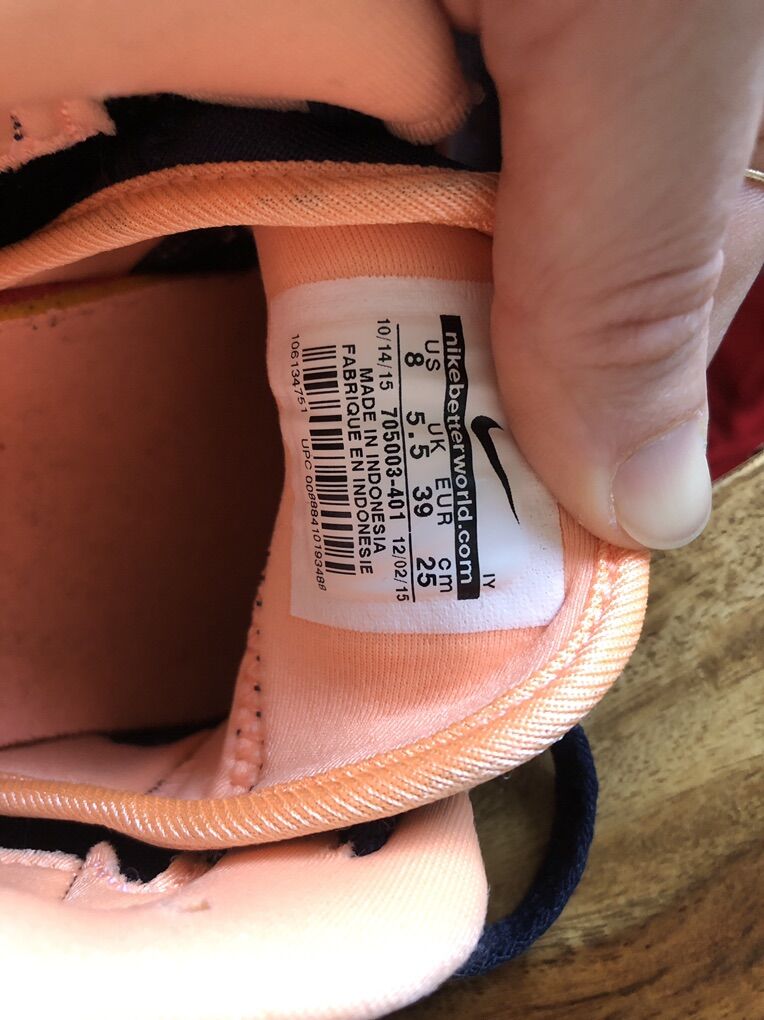 IY
nikebetterworld.com
US UK EUR cm
8 5.5 39 25
10/14/15 705003-401 12/02/15
MADE IN INDONESIA
FABRIQUE EN INDONESIE
106134751 UPC 00888410193488